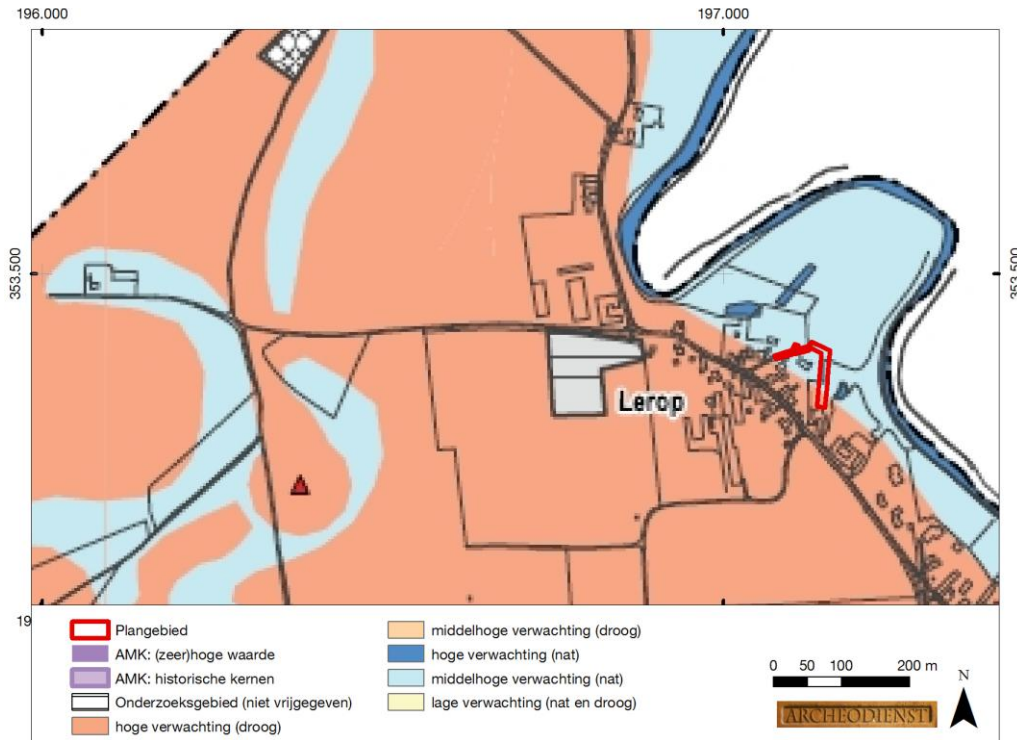 196.000
197.000
353.500
353.500
Lerop
19
Plangebied
AMK: (zeer)hoge waarde
AMK: historische kernen
Onderzoeksgebied (niet vrijgegeven)
hoge verwachting (droog)
middelhoge verwachting (droog)
hoge verwachting (nat)
middelhoge verwachting (nat)
lage verwachting (nat en droog)
0 50 100 200 m
N
ARCHEODIENST